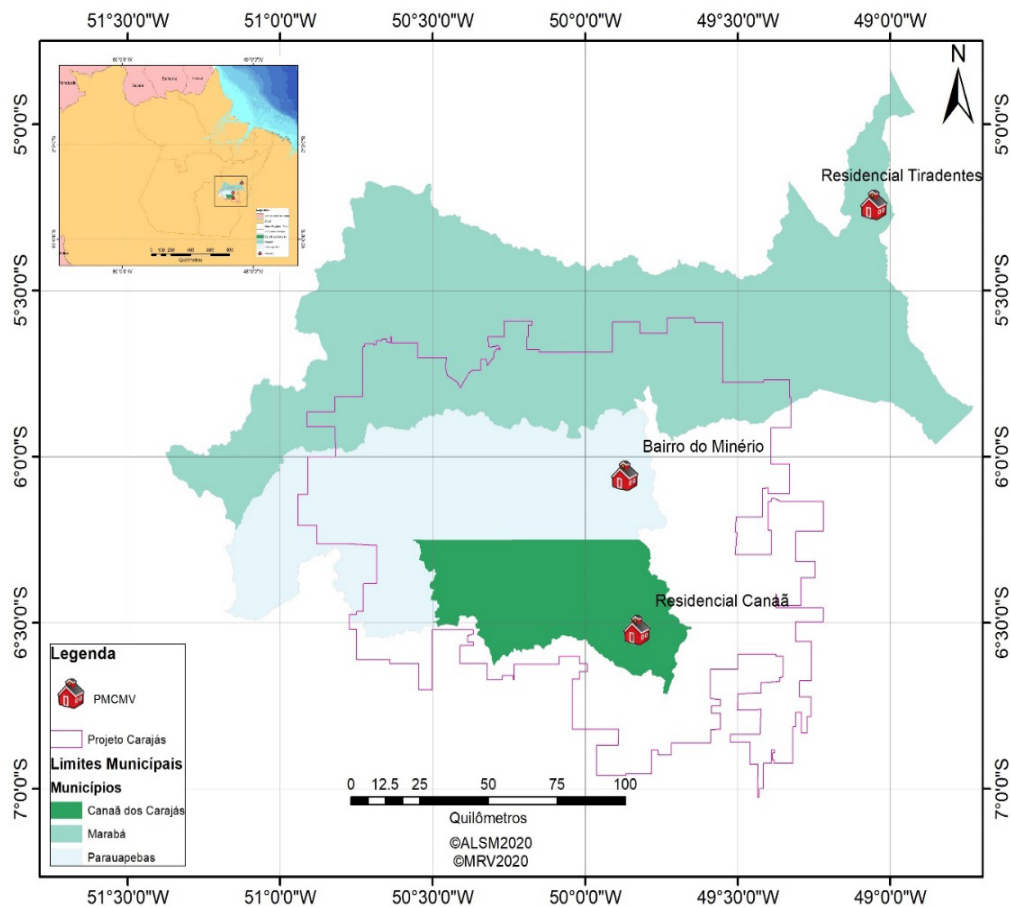 51°30'0"W 51°0'0"W 50°30'0"W 50°0'0"W 49°30'0"W 49°0'0"W
N
5°0'0"S 5°0'0"S
Residencial Tiradentes
Quilômetros
5°30'0"S 5°30'0"S
Bairro do Minério
6°0'0"S 6°0'0"S
Residencial Canaã
6°30'0"S 6°30'0"S
Legenda
PMCMV
Projeto Carajás
Limites Municípais
Municípios
Canaã dos Carajás
Marabá
Parauapebas
0 12.5 25 50 75 100
Quilômetros
©ALSM2020
©MRV2020
7°0'0"S 7°0'0"S
51°30'0"W 51°0'0"W 50°30'0"W 50°0'0"W 49°30'0"W 49°0'0"W